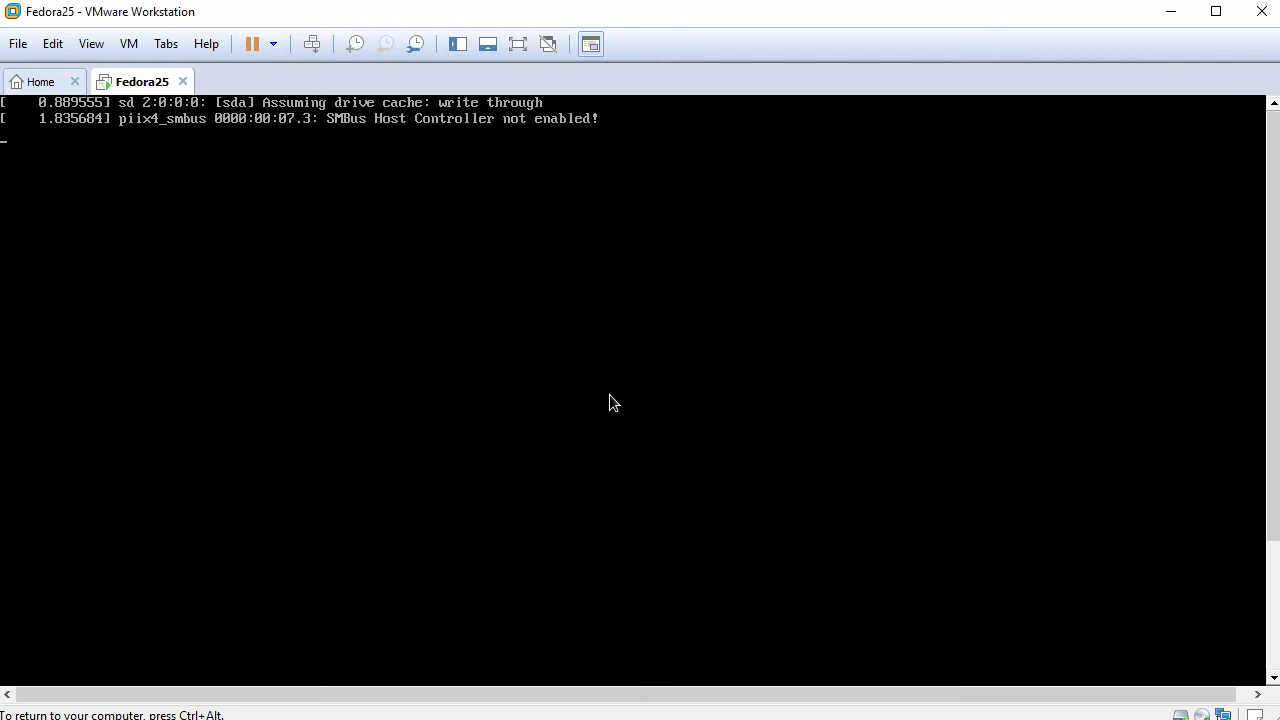 Fedora25 - VMware Workstation
File Edit View VM Tabs Help
Home Fedora25
[    0.889555] sd 2:0:0:0: [sda] Assuming drive cache: write through
[    1.835684] piix4_smbus 0000:00:07.3: SMBus Host Controller not enabled!
To return to your computer, press Ctrl+Alt.